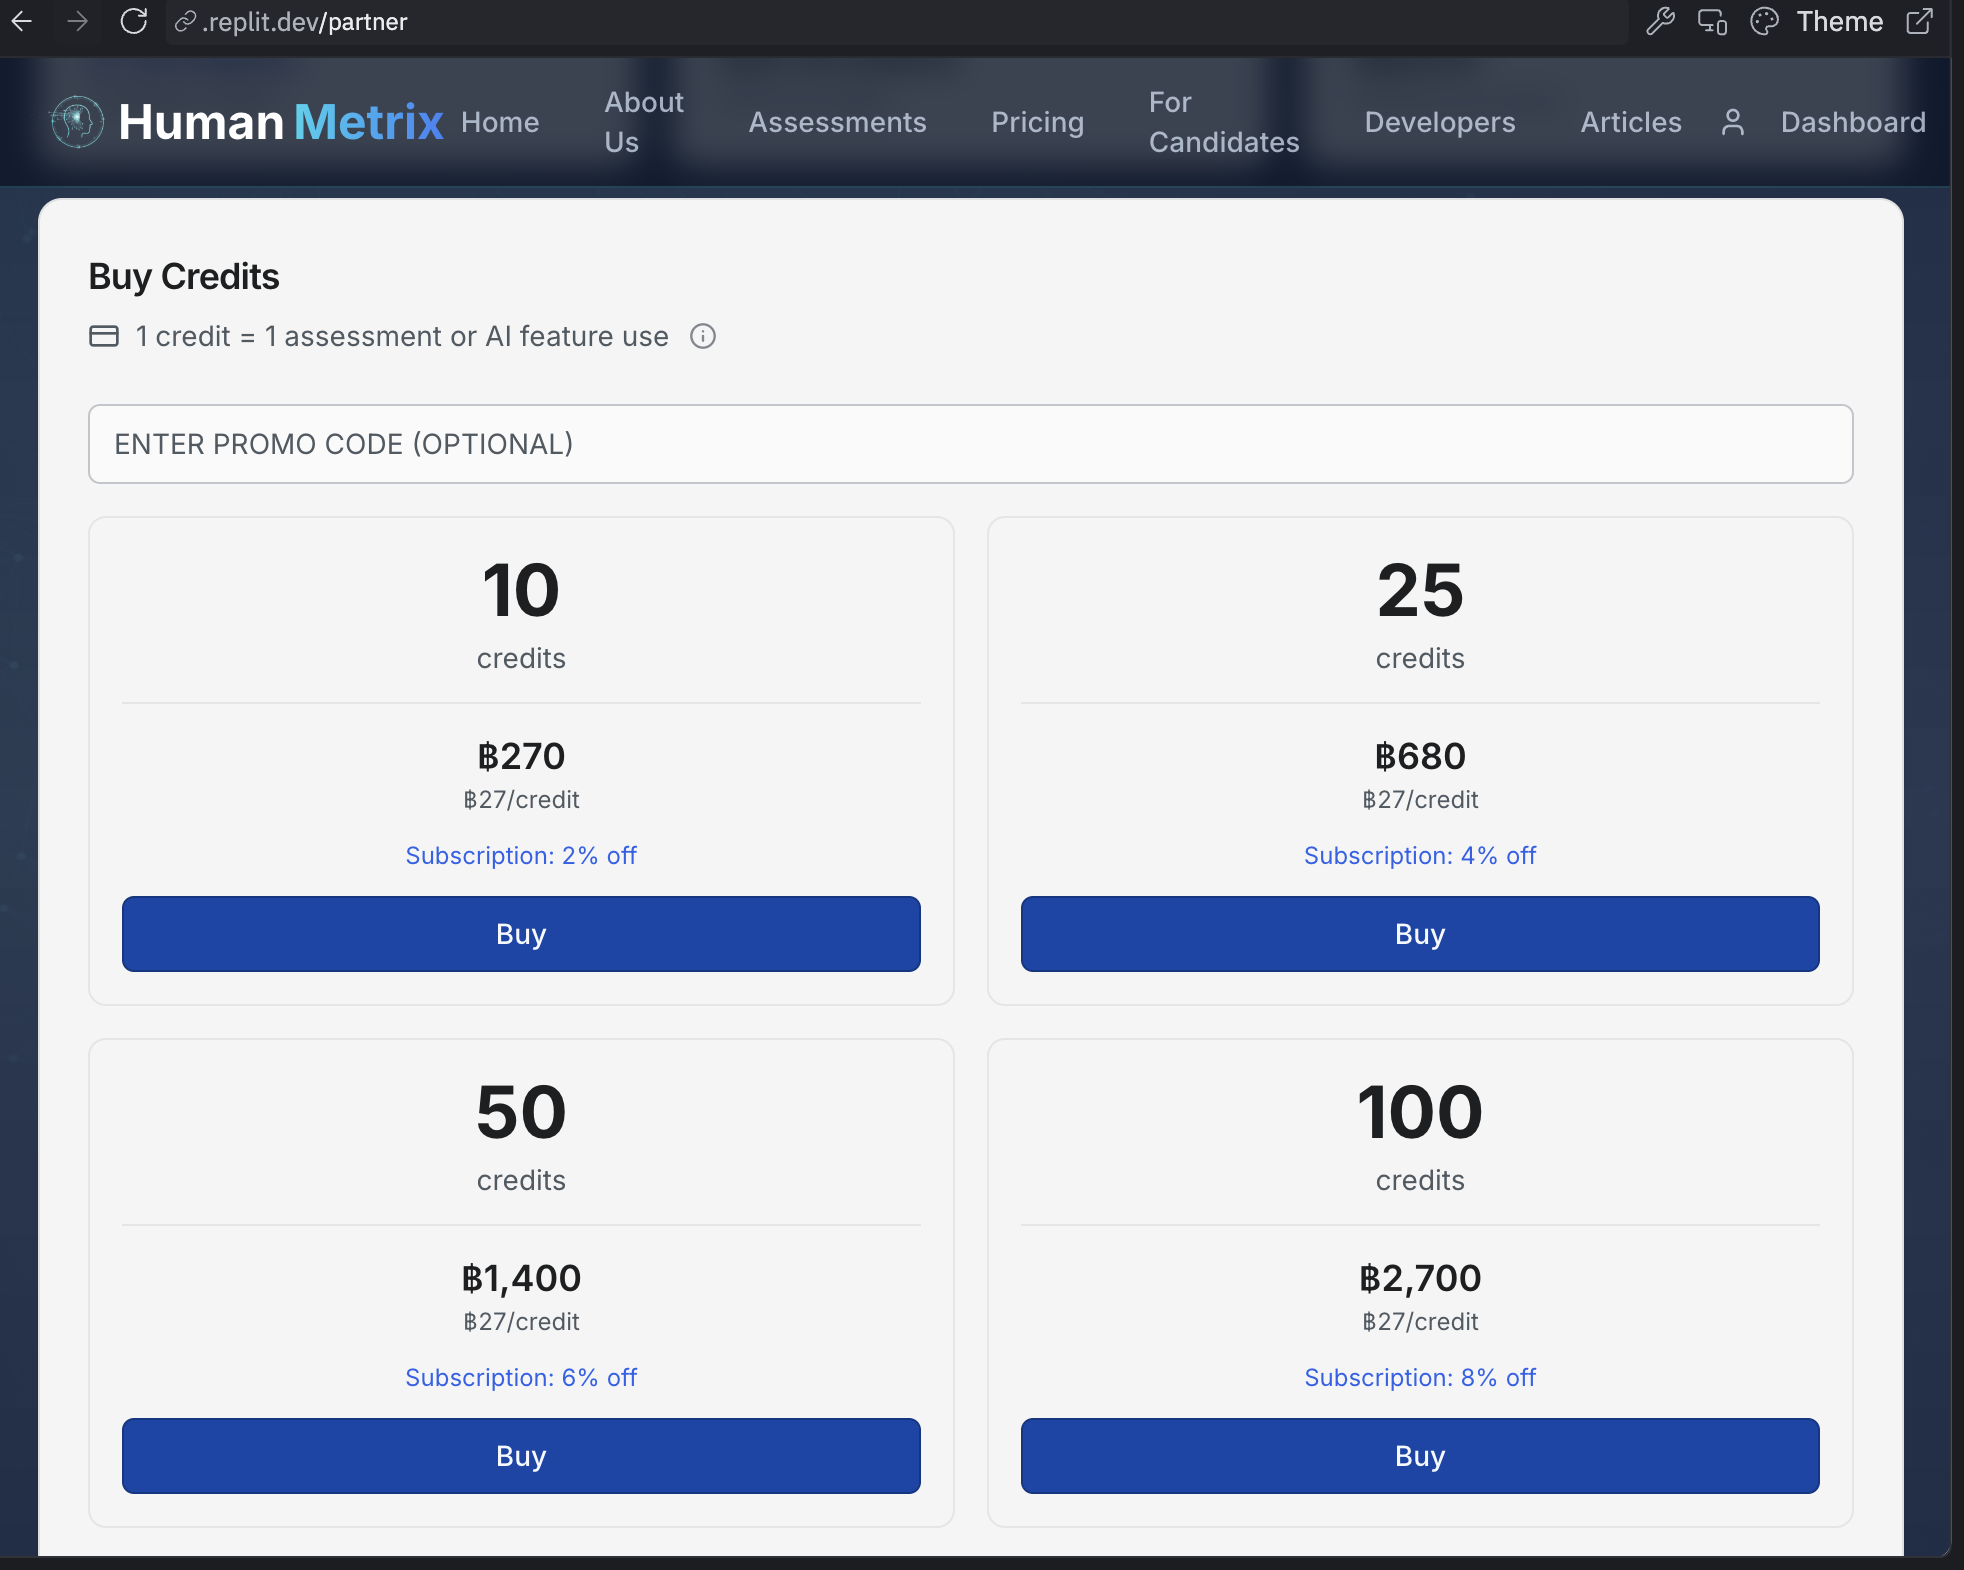 .replit.dev/partner
Theme
Human Metrix
Home
About
Us
Assessments
Pricing
For
Candidates
Developers
Articles
Dashboard
Buy Credits
1 credit = 1 assessment or AI feature use
ENTER PROMO CODE (OPTIONAL)
10
credits
฿270
฿27/credit
Subscription: 2% off
Buy
25
credits
฿680
฿27/credit
Subscription: 4% off
Buy
50
credits
฿1,400
฿27/credit
Subscription: 6% off
Buy
100
credits
฿2,700
฿27/credit
Subscription: 8% off
Buy